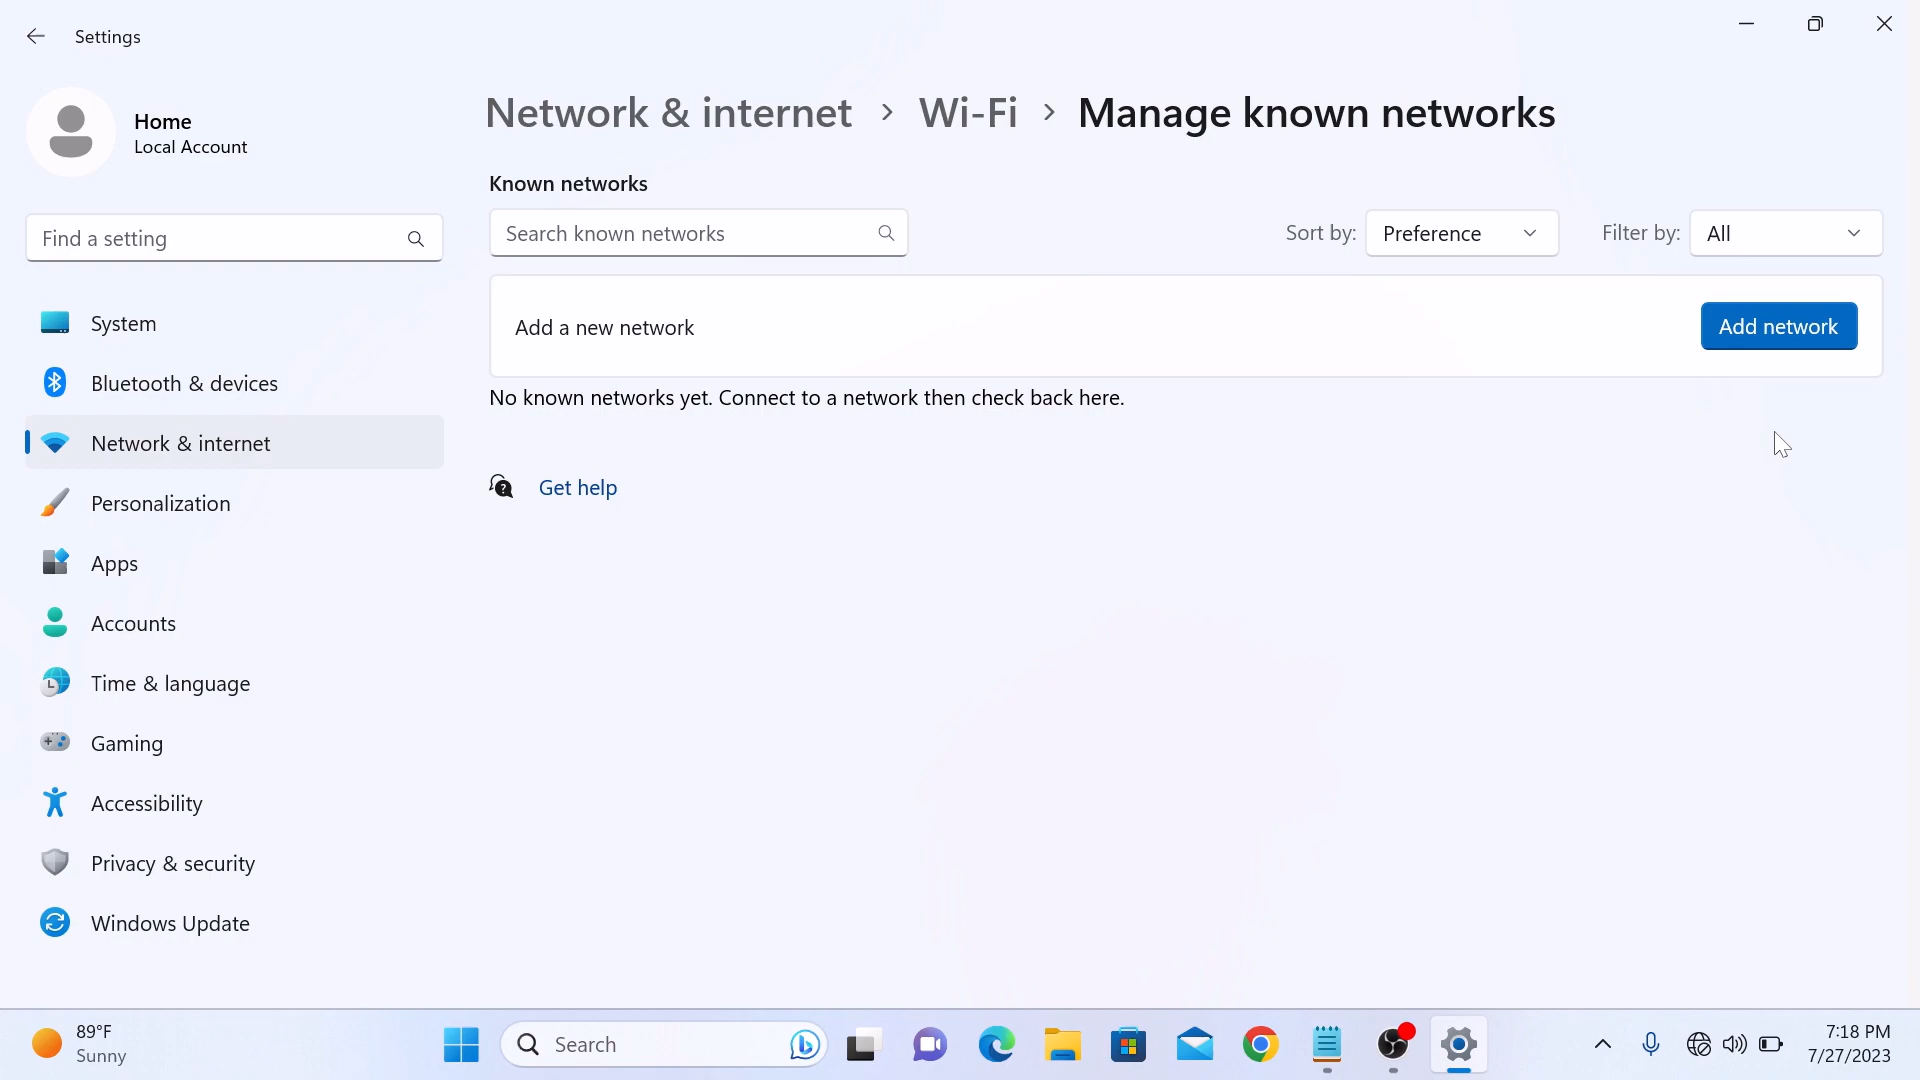 Settings
Home
Local Account
Find a setting
System
Bluetooth & devices
Network & internet
Personalization
Apps
Accounts
Time & language
Gaming
Accessibility
Privacy & security
Windows Update
Network & internet > Wi-Fi > Manage known networks
Known networks
Search known networks
Sort by: Preference
Filter by: All
Add a new network
Add network
No known networks yet. Connect to a network then check back here.
Get help
89°F
Sunny
Search
7:18 PM
7/27/2023